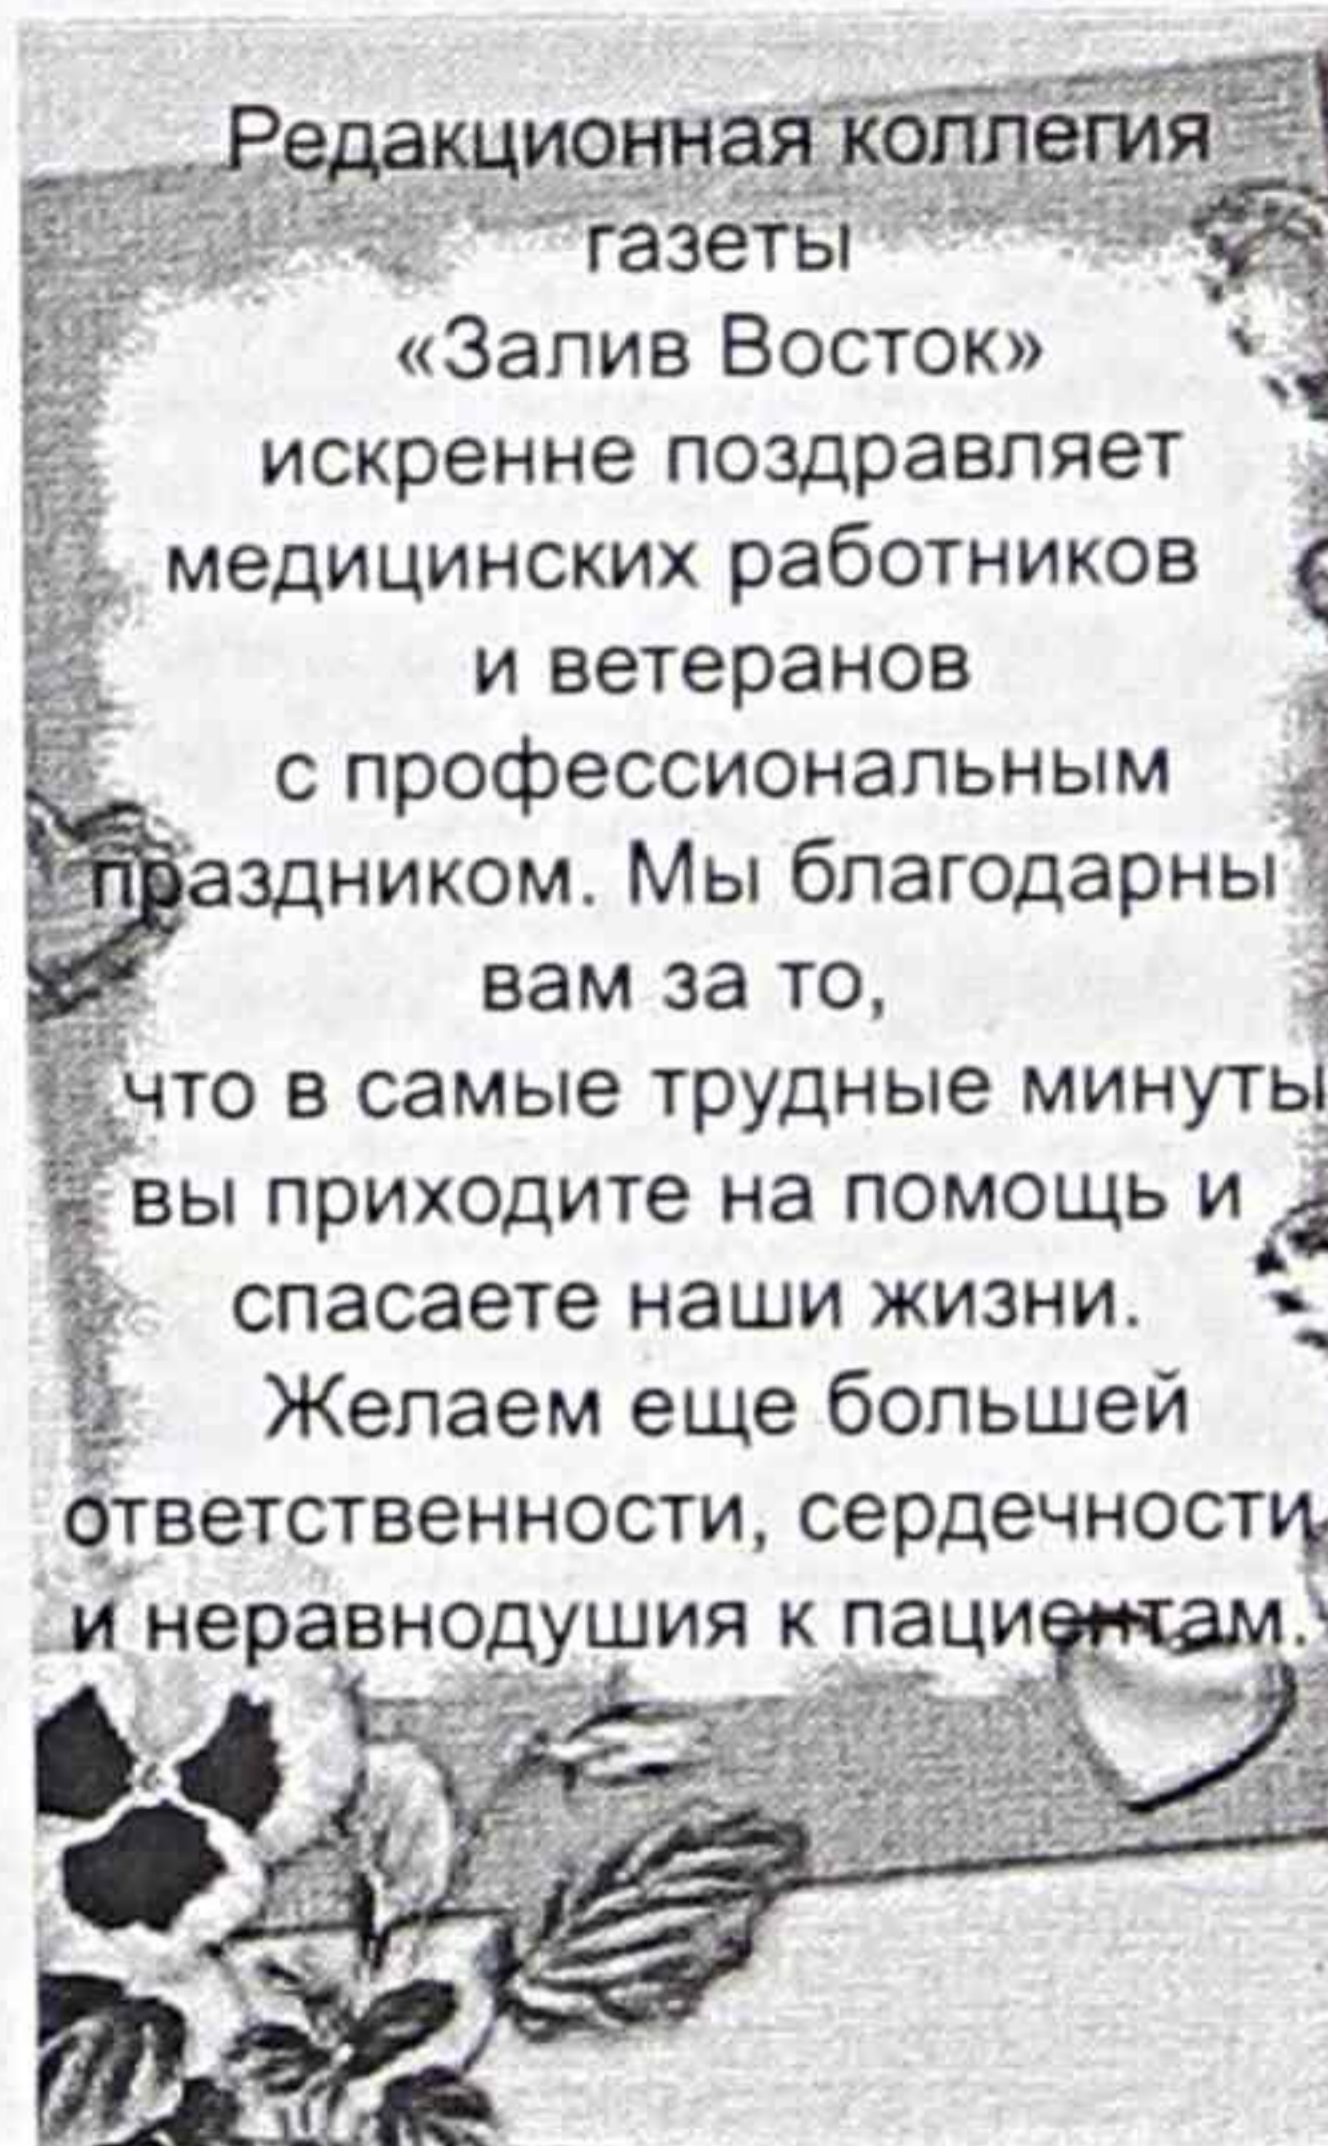 Редакционная коллегия
газеты
«Залив Восток»
искренне поздравляет
медицинских работников
и ветеранов
с профессиональным
праздником. Мы благодарны
вам за то,
что в самые трудные минуты
вы приходите на помощь и
спасаете наши жизни.
Желаем еще большей
ответственности, сердечности
и неравнодушия к пациентам.